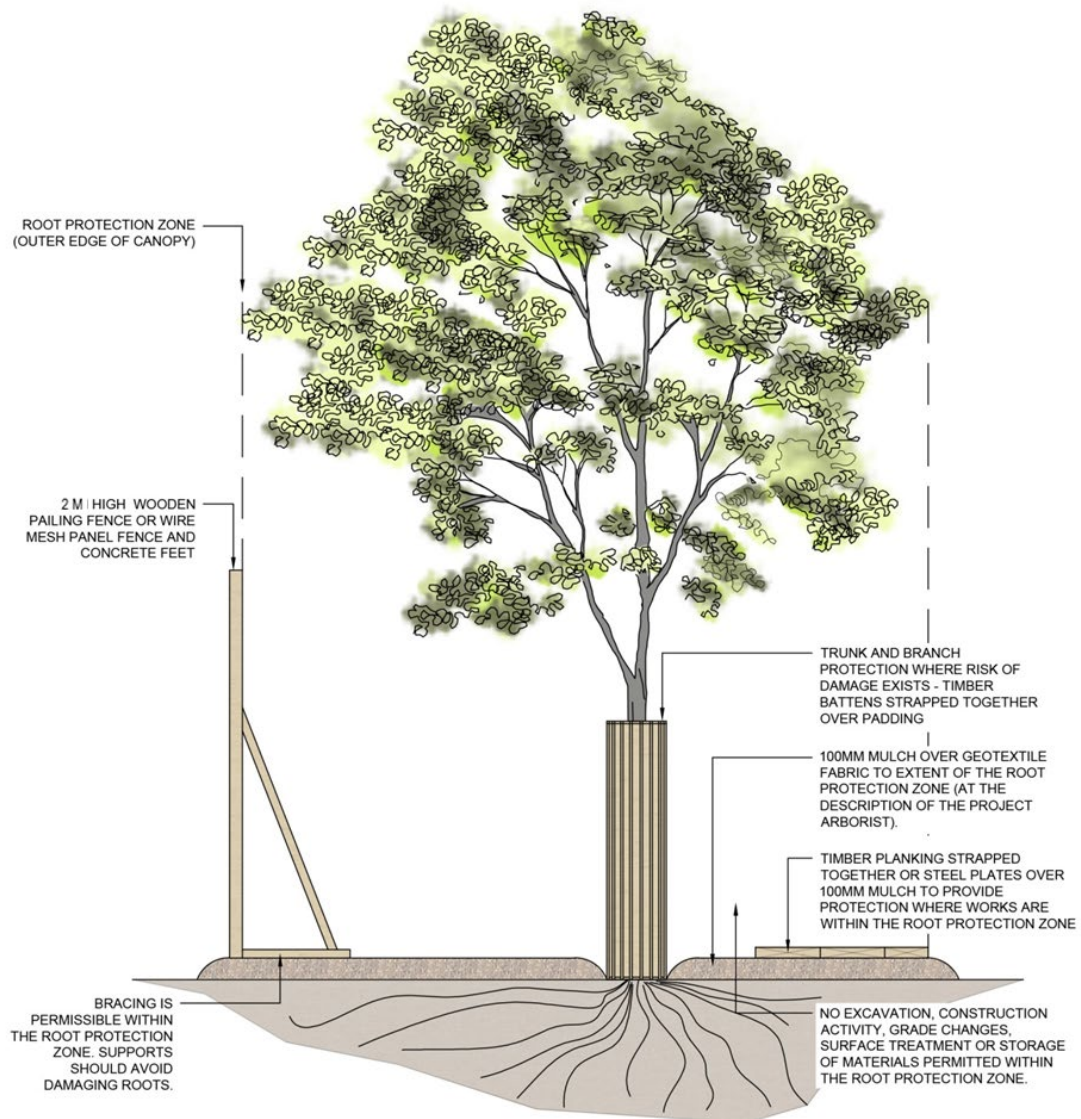 ROOT PROTECTION ZONE
(OUTER EDGE OF CANOPY)
2 M HIGH WOODEN
PAILING FENCE OR WIRE
MESH PANEL FENCE AND
CONCRETE FEET
TRUNK AND BRANCH
PROTECTION WHERE RISK OF
DAMAGE EXISTS - TIMBER
BATTENS STRAPPED TOGETHER
OVER PADDING
100MM MULCH OVER GEOTEXTILE
FABRIC TO EXTENT OF THE ROOT
PROTECTION ZONE (AT THE
DESCRIPTION OF THE PROJECT
ARBORIST).
TIMBER PLANKING STRAPPED
TOGETHER OR STEEL PLATES OVER
100MM MULCH TO PROVIDE
PROTECTION WHERE WORKS ARE
WITHIN THE ROOT PROTECTION ZONE
BRACING IS
PERMISSIBLE WITHIN
THE ROOT PROTECTION
ZONE. SUPPORTS
SHOULD AVOID
DAMAGING ROOTS.
NO EXCAVATION, CONSTRUCTION
ACTIVITY, GRADE CHANGES,
SURFACE TREATMENT OR STORAGE
OF MATERIALS PERMITTED WITHIN
THE ROOT PROTECTION ZONE.